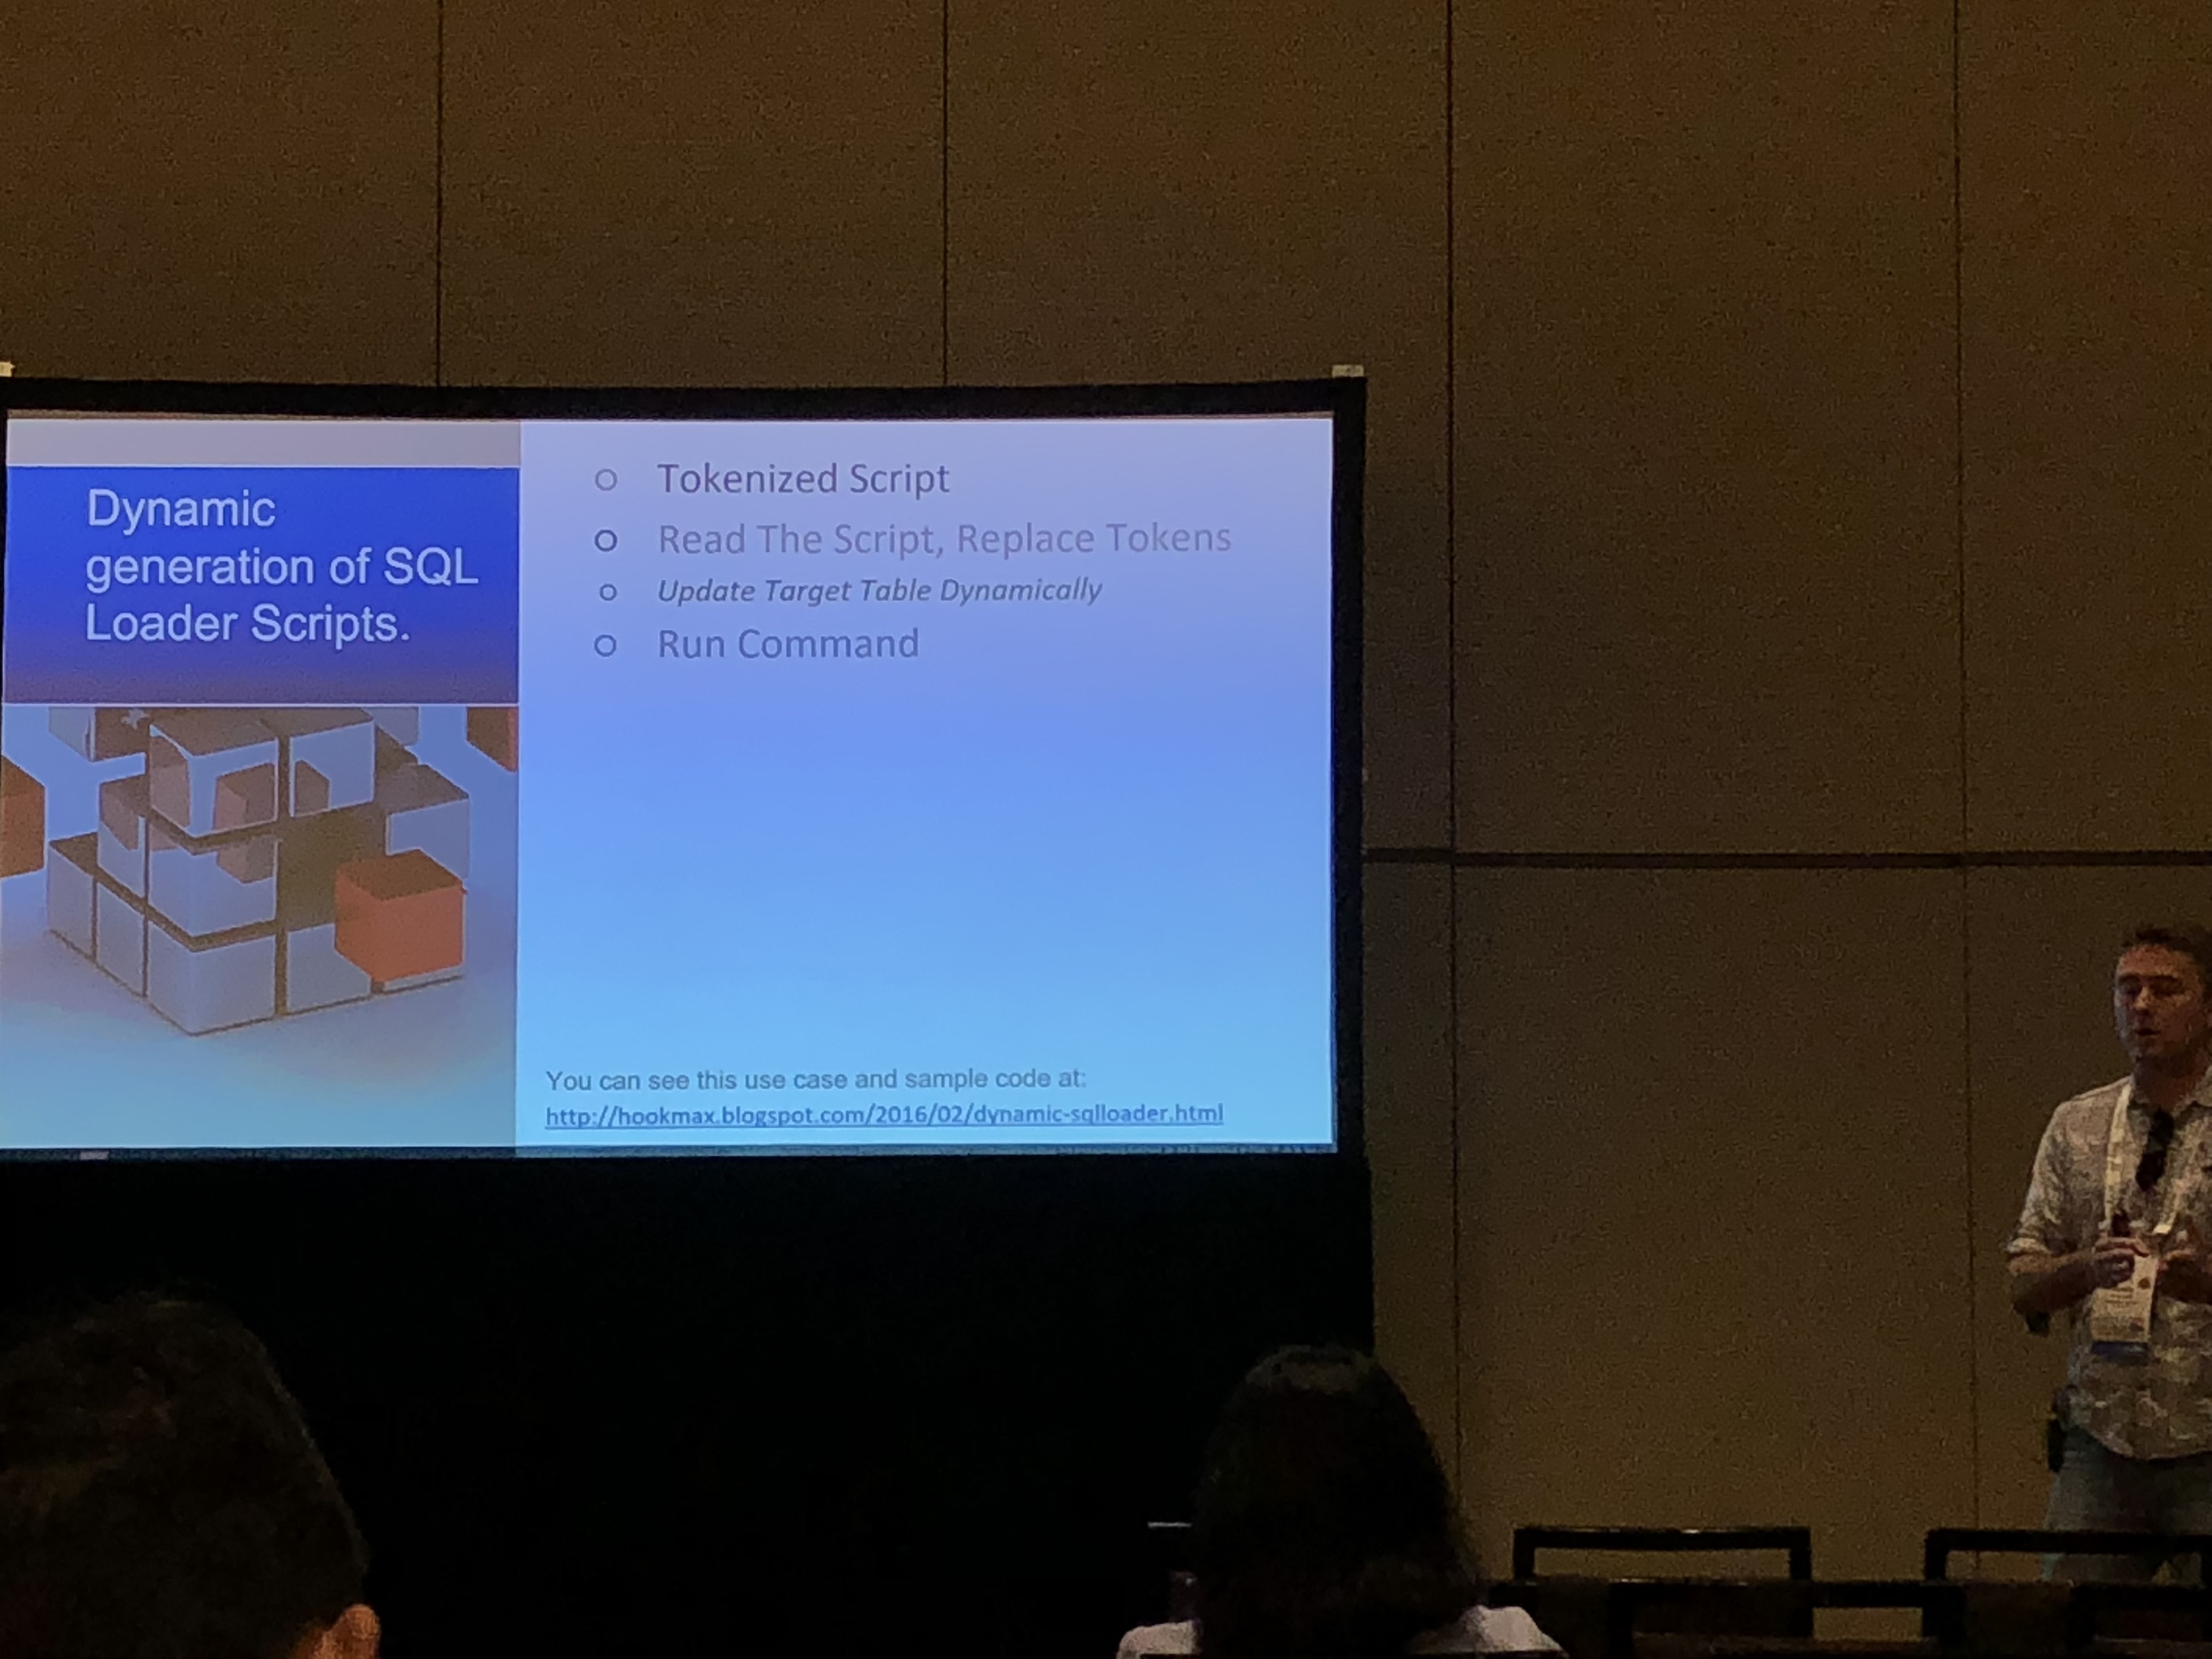 Dynamic
generation of SQL
Loader Scripts.
Tokenized Script
Read The Script, Replace Tokens
Update Target Table Dynamically
Run Command
You can see this use case and sample code at:
http://hookmax.blogspot.com/2016/02/dynamic-sqlloader.html